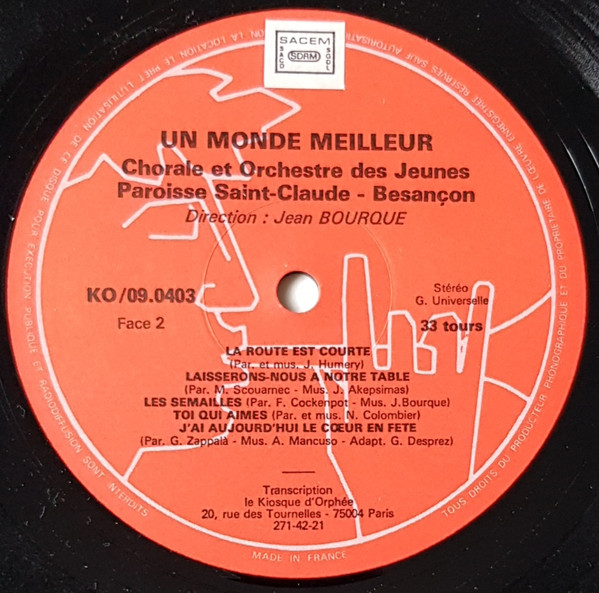 SACEM
SACD
SDRM
SGDL
UN MONDE MEILLEUR
Chorale et Orchestre des Jeunes
Paroisse Saint-Claude - Besançon
Direction : Jean BOURQUE
KO/09.0403
Face 2
Stéréo
G. Universelle
33 tours
LA ROUTE EST COURTE
(Par. et mus. J. Humery)
LAISSERONS-NOUS A NOTRE TABLE
(Par. M. Scouarnec - Mus. J. Akepsimas)
LES SEMAILLES (Par. F. Cockenpot - Mus. J.Bourque)
TOI QUI AIMES (Par. et mus. N. Colombier)
J'AI AUJOURD'HUI LE CŒUR EN FETE
(Par. G. Zappalà - Mus. A. Mancuso - Adapt. G. Desprez)
Transcription
le Kiosque d'Orphée
20, rue des Tournelles - 75004 Paris
271-42-21
MADE IN FRANCE
TOUS DROITS DU PRODUCTEUR PHONOGRAPHIQUE ET DU PROPRIETAIRE DE L'ŒUVRE ENREGISTREE RESERVES SAUF AUTORISATION LA LOCATION LE PRET L'UTILISATION DE CE DISQUE POUR EXECUTION PUBLIQUE ET RADIODIFFUSION SONT INTERDITS